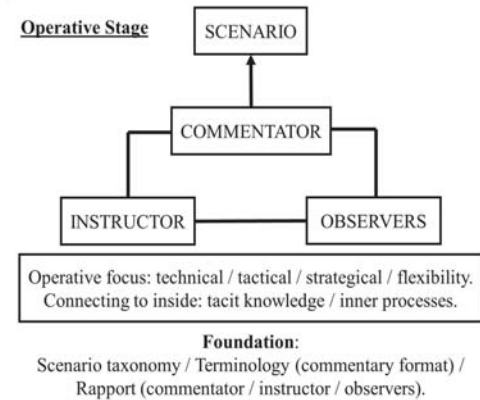 Operative Stage
SCENARIO
COMMENTATOR
INSTRUCTOR
OBSERVERS
Operative focus: technical / tactical / strategical / flexibility.
Connecting to inside: tacit knowledge / inner processes.
Foundation:
Scenario taxonomy / Terminology (commentary format) /
Rapport (commentator / instructor / observers).